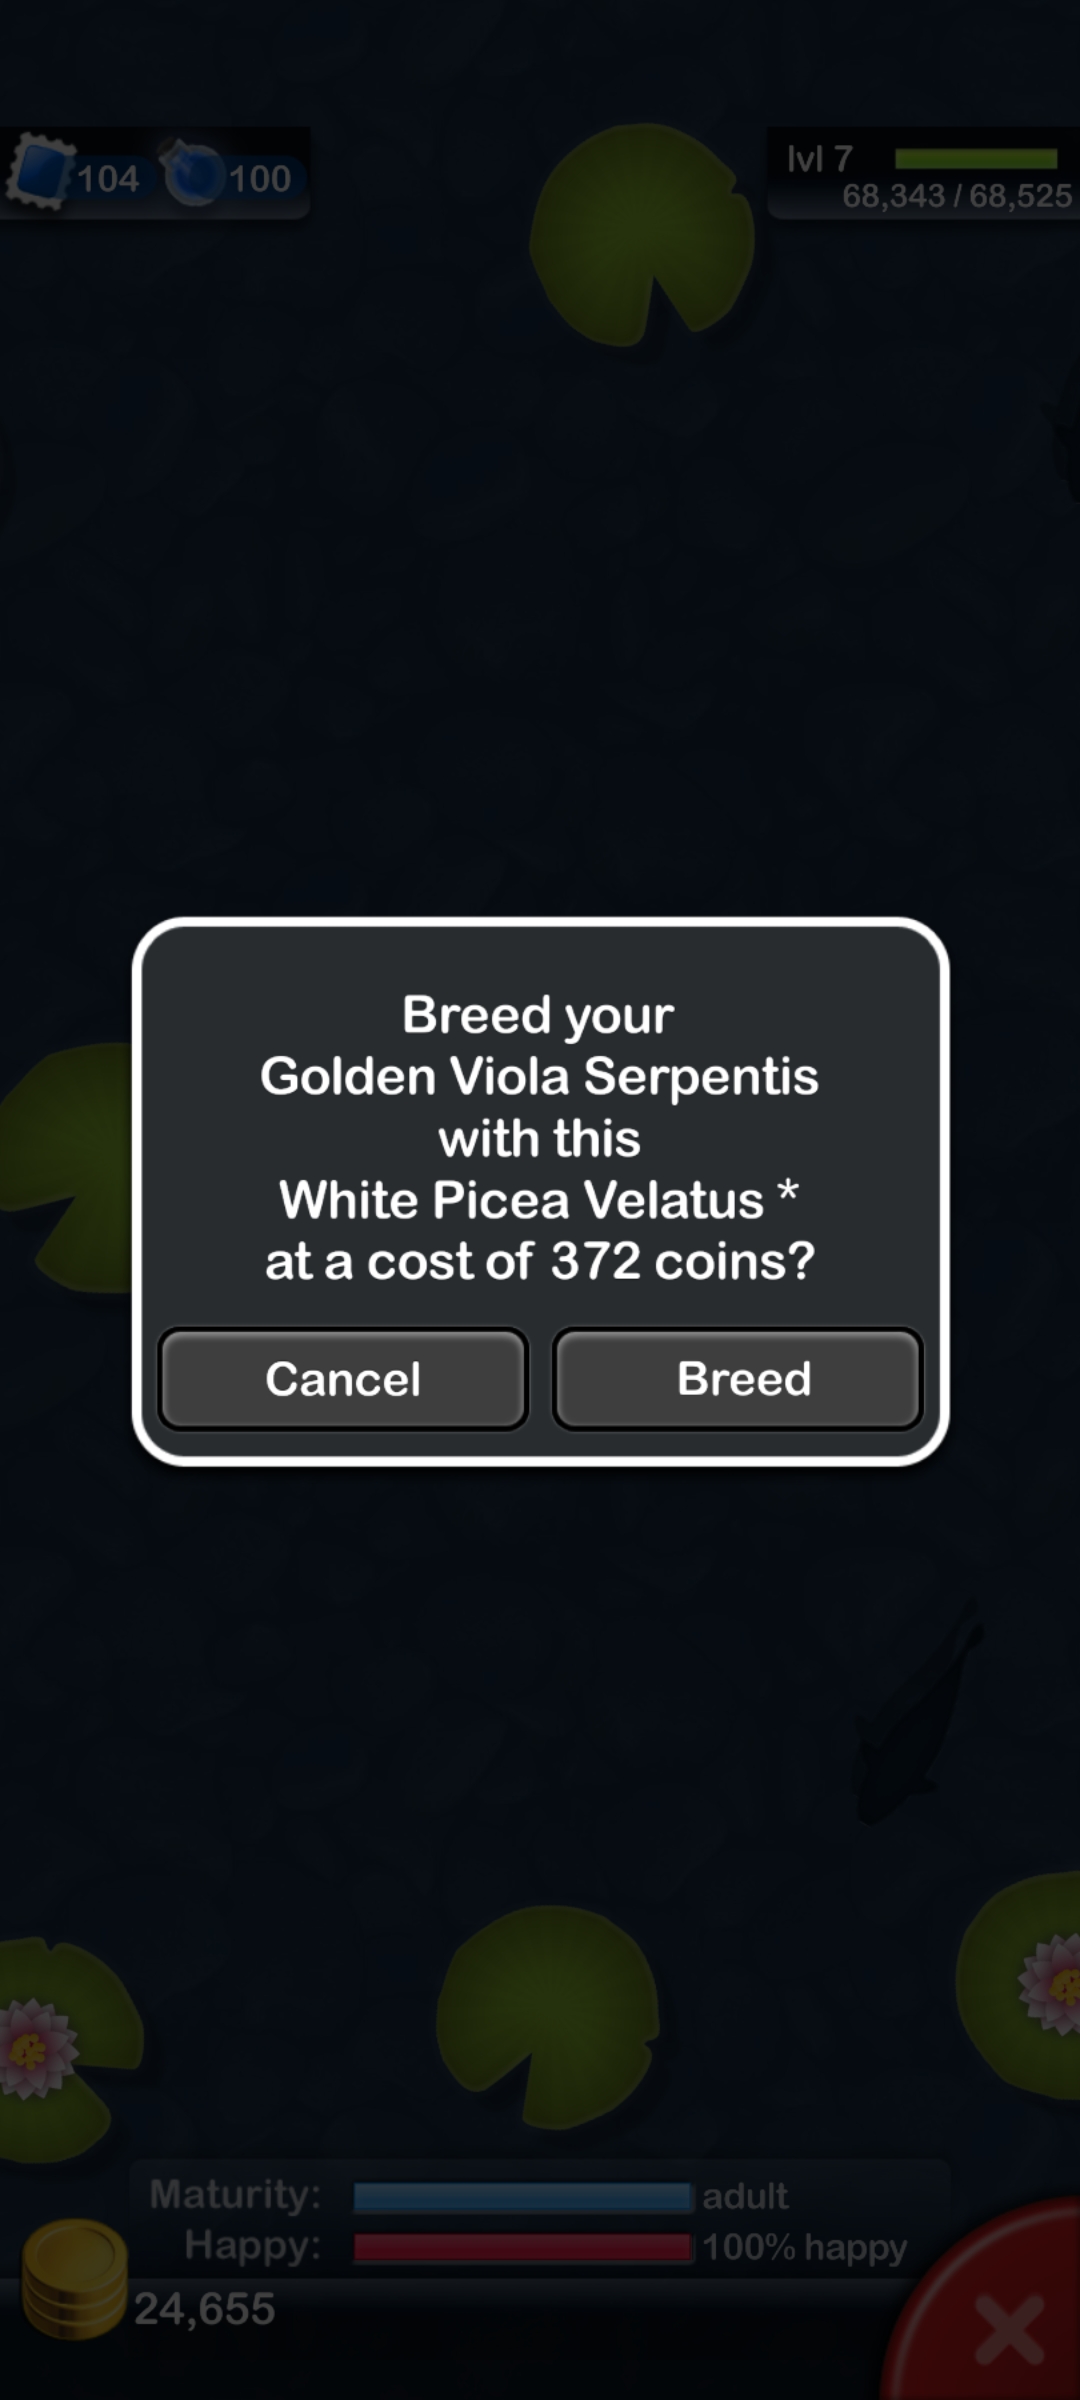 104
100
lvl 7
68,343 / 68,525
Breed your
Golden Viola Serpentis
with this
White Picea Velatus *
at a cost of 372 coins?
Cancel
Breed
Maturity:
adult
Happy:
100% happy
24,655